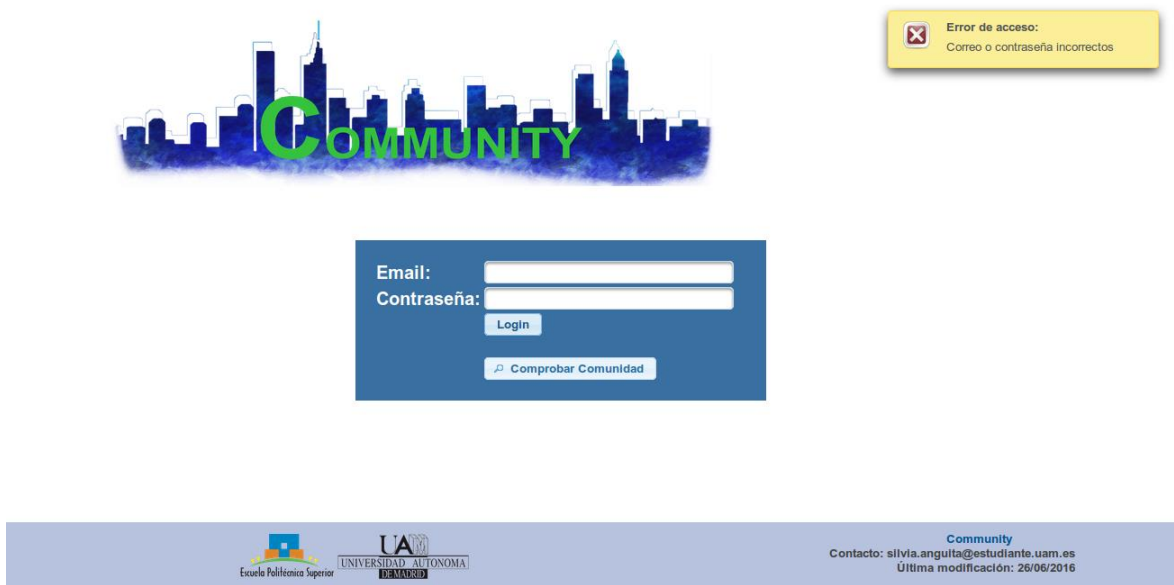 COMMUNITY
Error de acceso:
Correo o contraseña incorrectos
Email:
Contraseña:
Login
Comprobar Comunidad
Escuela Politécnica Superior
UAM
UNIVERSIDAD AUTONOMA
DE MADRID
Community
Contacto: silvia.anguita@estudiante.uam.es
Última modificación: 26/06/2016